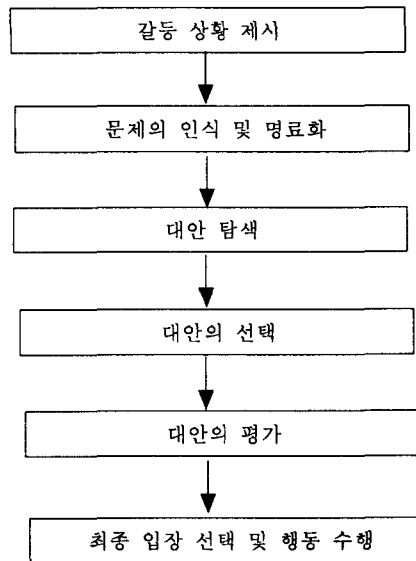 갈등 상황 제시
문제의 인식 및 명료화
대안 탐색
대안의 선택
대안의 평가
최종 입장 선택 및 행동 수행